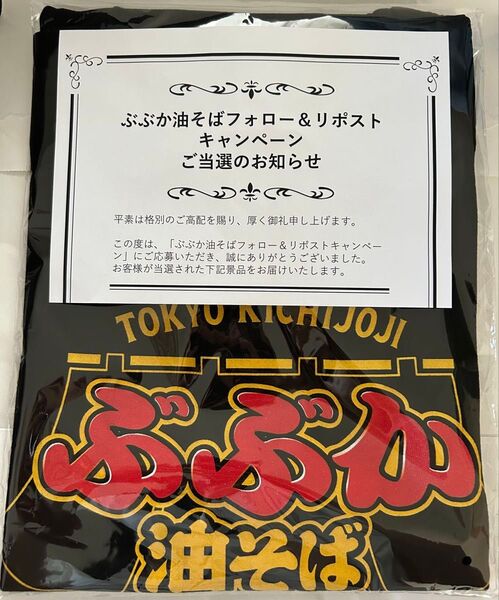 ぶぶか油そばフォロー＆リポスト
キャンペーン
ご当選のお知らせ
平素は格別のご高配を賜り、厚く御礼申し上げます。
この度は、「ぶぶか油そばフォロー＆リポストキャンペー
ン」にご応募いただき、誠にありがとうございました。
お客様が当選された下記景品をお届けいたします。
TOKYO KICHIJOJI
ぶぶか
油そば